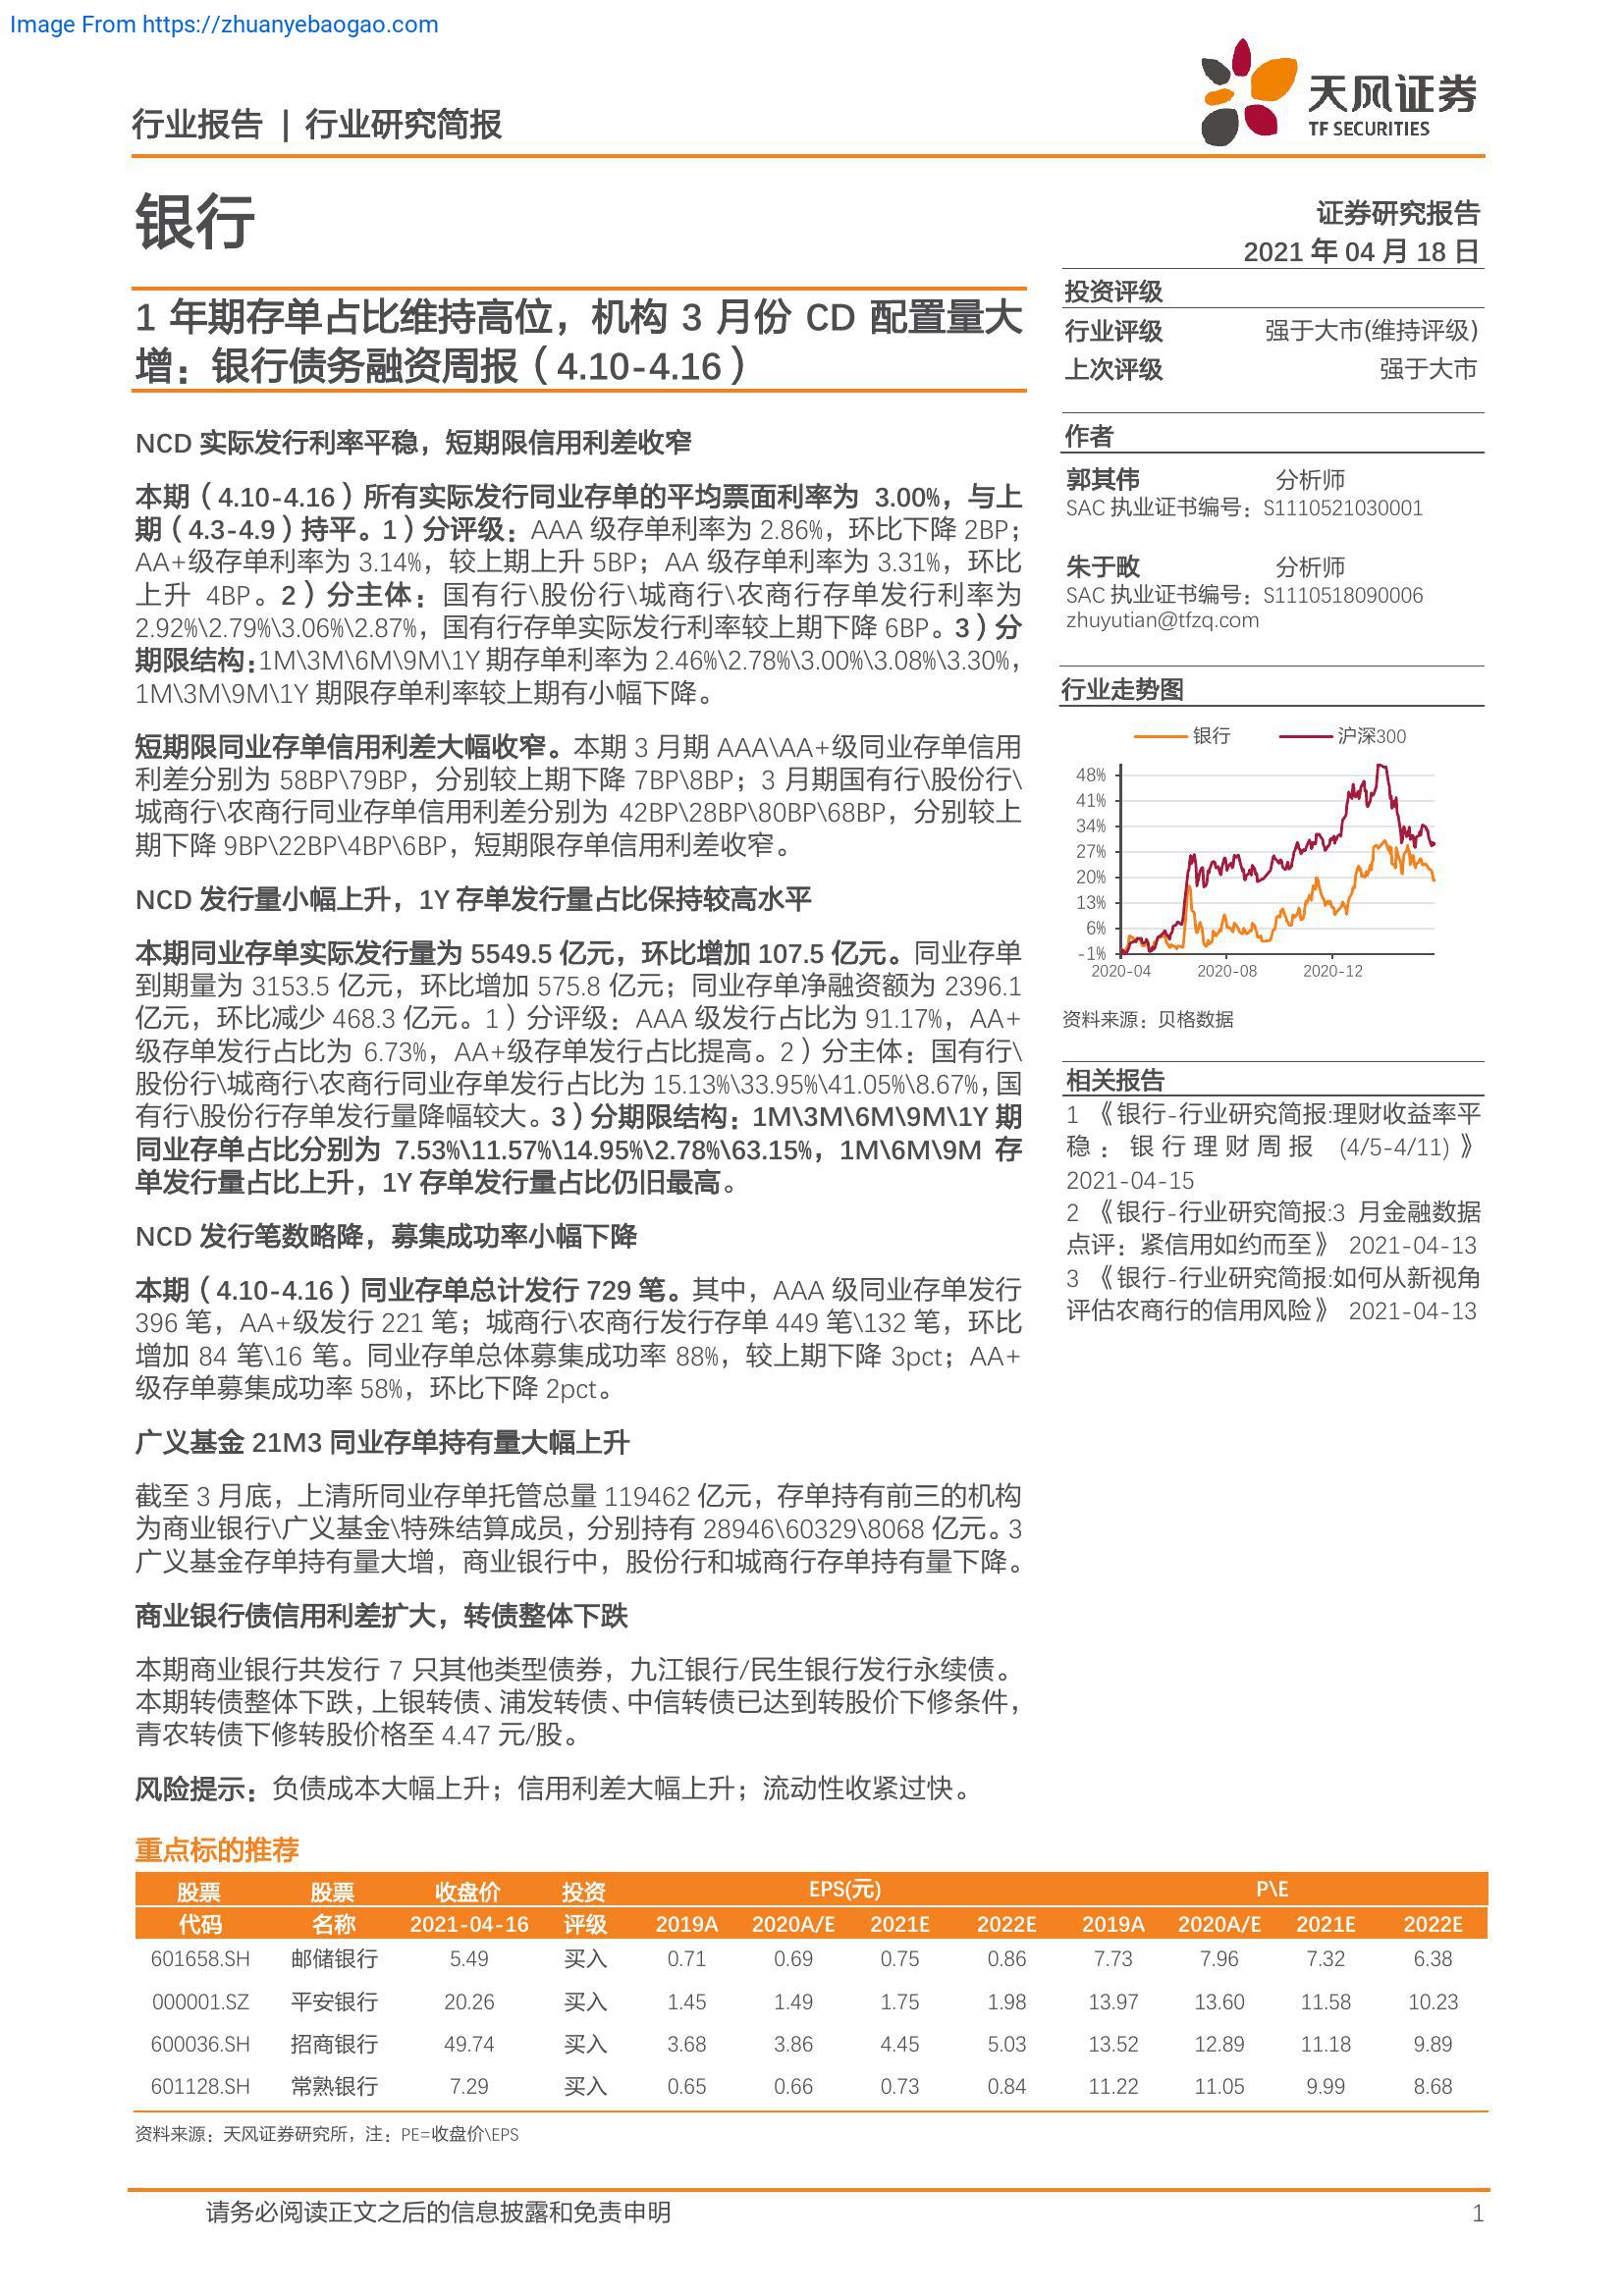 Image From https://zhuanyebaogao.com
行业报告 | 行业研究简报
天风证券
TF SECURITIES
银行
证券研究报告
2021 年 04 月 18 日
1 年期存单占比维持高位，机构 3 月份 CD 配置量大
增：银行债务融资周报（4.10-4.16）
NCD 实际发行利率平稳，短期限信用利差收窄
本期（4.10-4.16）所有实际发行同业存单的平均票面利率为 3.00%，与上
期（4.3-4.9）持平。1）分评级：AAA 级存单利率为 2.86%，环比下降 2BP；
AA+级存单利率为 3.14%，较上期上升 5BP；AA 级存单利率为 3.31%，环比
上升 4BP。2）分主体：国有行\股份行\城商行\农商行存单发行利率为
2.92%\2.79%\3.06%\2.87%，国有行存单实际发行利率较上期下降 6BP。3）分
期限结构：1M\3M\6M\9M\1Y 期存单利率为 2.46%\2.78%\3.00%\3.08%\3.30%，
1M\3M\9M\1Y 期限存单利率较上期有小幅下降。
短期限同业存单信用利差大幅收窄。本期 3 月期 AAA\AA+级同业存单信用
利差分别为 58BP\79BP，分别较上期下降 7BP\8BP；3 月期国有行\股份行\
城商行\农商行同业存单信用利差分别为 42BP\28BP\80BP\68BP，分别较上
期下降 9BP\22BP\4BP\6BP，短期限存单信用利差收窄。
NCD 发行量小幅上升，1Y 存单发行量占比保持较高水平
本期同业存单实际发行量为 5549.5 亿元，环比增加 107.5 亿元。同业存单
到期量为 3153.5 亿元，环比增加 575.8 亿元；同业存单净融资额为 2396.1
亿元，环比减少 468.3 亿元。1）分评级：AAA 级发行占比为 91.17%，AA+
级存单发行占比为 6.73%，AA+级存单发行占比提高。2）分主体：国有行\
股份行\城商行\农商行同业存单发行占比为 15.13%\33.95%\41.05%\8.67%，国
有行\股份行存单发行量降幅较大。3）分期限结构：1M\3M\6M\9M\1Y 期
同业存单占比分别为 7.53%\11.57%\14.95%\2.78%\63.15%，1M\6M\9M 存
单发行量占比上升，1Y 存单发行量占比仍旧最高。
NCD 发行笔数略降，募集成功率小幅下降
本期（4.10-4.16）同业存单总计发行 729 笔。其中，AAA 级同业存单发行
396 笔，AA+级发行 221 笔；城商行\农商行发行存单 449 笔\132 笔，环比
增加 84 笔\16 笔。同业存单总体募集成功率 88%，较上期下降 3pct；AA+
级存单募集成功率 58%，环比下降 2pct。
广义基金 21M3 同业存单持有量大幅上升
截至 3 月底，上清所同业存单托管总量 119462 亿元，存单持有前三的机构
为商业银行\广义基金\特殊结算成员，分别持有 28946\60329\8068 亿元。3
广义基金存单持有量大增，商业银行中，股份行和城商行存单持有量下降。
商业银行债信用利差扩大，转债整体下跌
本期商业银行共发行 7 只其他类型债券，九江银行/民生银行发行永续债。
本期转债整体下跌，上银转债、浦发转债、中信转债已达到转股价下修条件，
青农转债下修转股价格至 4.47 元/股。
风险提示：负债成本大幅上升；信用利差大幅上升；流动性收紧过快。
投资评级
行业评级 强于大市(维持评级)
上次评级 强于大市
作者
郭其伟 分析师
SAC 执业证书编号：S1110521030001
朱于畋 分析师
SAC 执业证书编号：S1110518090006
zhuyutian@tfzq.com
行业走势图
银行 沪深300
48%
41%
34%
27%
20%
13%
6%
-1%
2020-04 2020-08 2020-12
资料来源：贝格数据
相关报告
1 《银行-行业研究简报:理财收益率平
稳：银行理财周报 (4/5-4/11)》
2021-04-15
2 《银行-行业研究简报:3 月金融数据
点评：紧信用如约而至》 2021-04-13
3 《银行-行业研究简报:如何从新视角
评估农商行的信用风险》 2021-04-13
重点标的推荐
股票 股票 收盘价 投资 EPS(元) P\E
代码 名称 2021-04-16 评级 2019A 2020A/E 2021E 2022E 2019A 2020A/E 2021E 2022E
601658.SH 邮储银行 5.49 买入 0.71 0.69 0.75 0.86 7.73 7.96 7.32 6.38
000001.SZ 平安银行 20.26 买入 1.45 1.49 1.75 1.98 13.97 13.60 11.58 10.23
600036.SH 招商银行 49.74 买入 3.68 3.86 4.45 5.03 13.52 12.89 11.18 9.89
601128.SH 常熟银行 7.29 买入 0.65 0.66 0.73 0.84 11.22 11.05 9.99 8.68
资料来源：天风证券研究所，注：PE=收盘价\EPS
请务必阅读正文之后的信息披露和免责申明 1